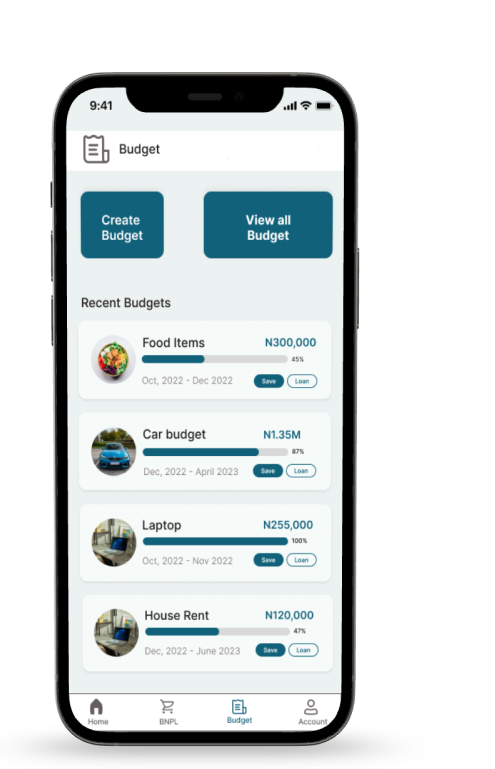 9:41
Budget
Create
Budget
View all
Budget
Recent Budgets
Food Items
N300,000
45%
Oct, 2022 - Dec 2022
Save
Loan
Car budget
N1.35M
87%
Dec, 2022 - April 2023
Save
Loan
Laptop
N255,000
100%
Oct, 2022 - Nov 2022
Save
Loan
House Rent
N120,000
47%
Dec, 2022 - June 2023
Save
Loan
Home
BNPL
Budget
Account